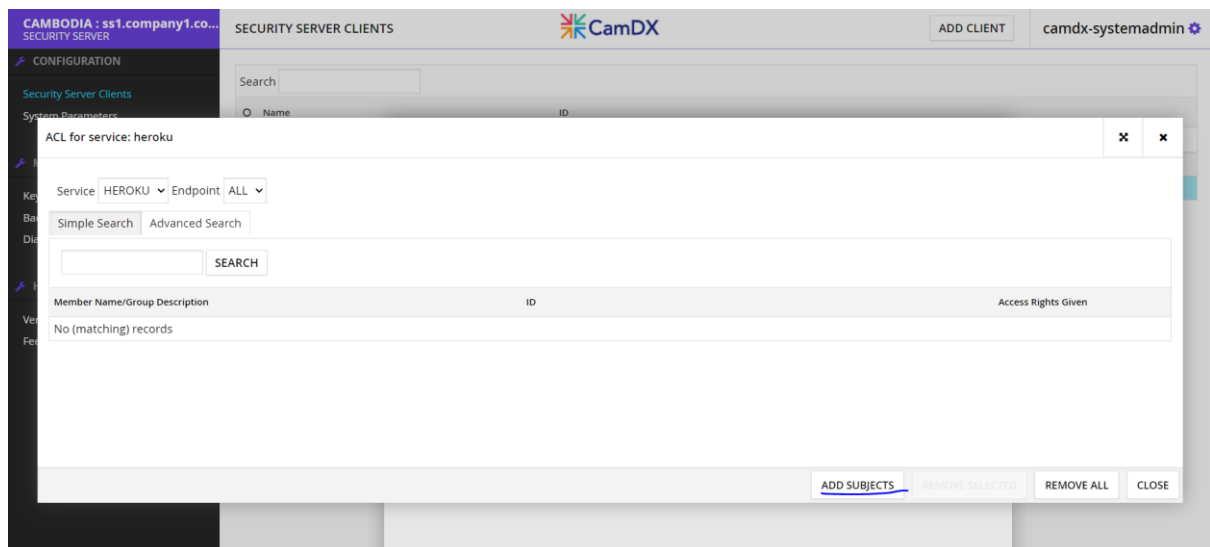 CAMBODIA : ss1.company1.co...
SECURITY SERVER
SECURITY SERVER CLIENTS
CamDX
ADD CLIENT
camdx-systemadmin
CONFIGURATION
Security Server Clients
System Parameters
Search
Name
ID
ACL for service: heroku
Service HEROKU Endpoint ALL
Simple Search Advanced Search
SEARCH
Member Name/Group Description ID Access Rights Given
No (matching) records
ADD SUBJECTS REMOVE SELECTED REMOVE ALL CLOSE